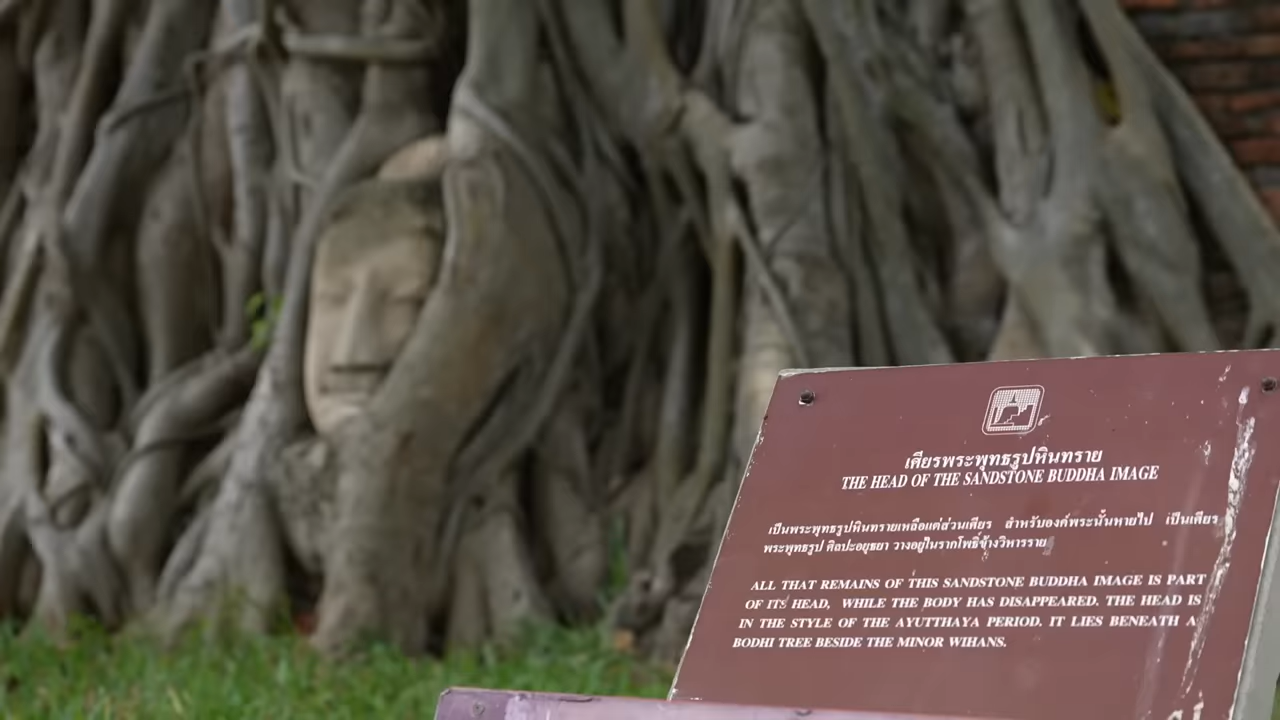 เศียรพระพุทธรูปหินทราย
THE HEAD OF THE SANDSTONE BUDDHA IMAGE
เป็นพระพุทธรูปหินทรายเหลือแต่ส่วนเศียร สำหรับองค์พระนั้นหายไป เป็นเศียร
พระพุทธรูป ศิลปะอยุธยา วางอยู่ในรากโพธิ์ข้างวิหารราย
ALL THAT REMAINS OF THIS SANDSTONE BUDDHA IMAGE IS PART
OF ITS HEAD, WHILE THE BODY HAS DISAPPEARED. THE HEAD IS
IN THE STYLE OF THE AYUTTHAYA PERIOD. IT LIES BENEATH A
BODHI TREE BESIDE THE MINOR WIHANS.